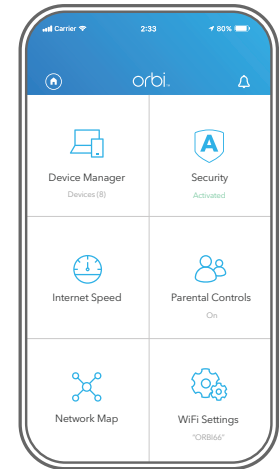 Carrier 2:33 80%
orbi.
Device Manager
Devices (8)
A
Security
Activated
Internet Speed
Parental Controls
On
Network Map
WiFi Settings
"ORBI66"